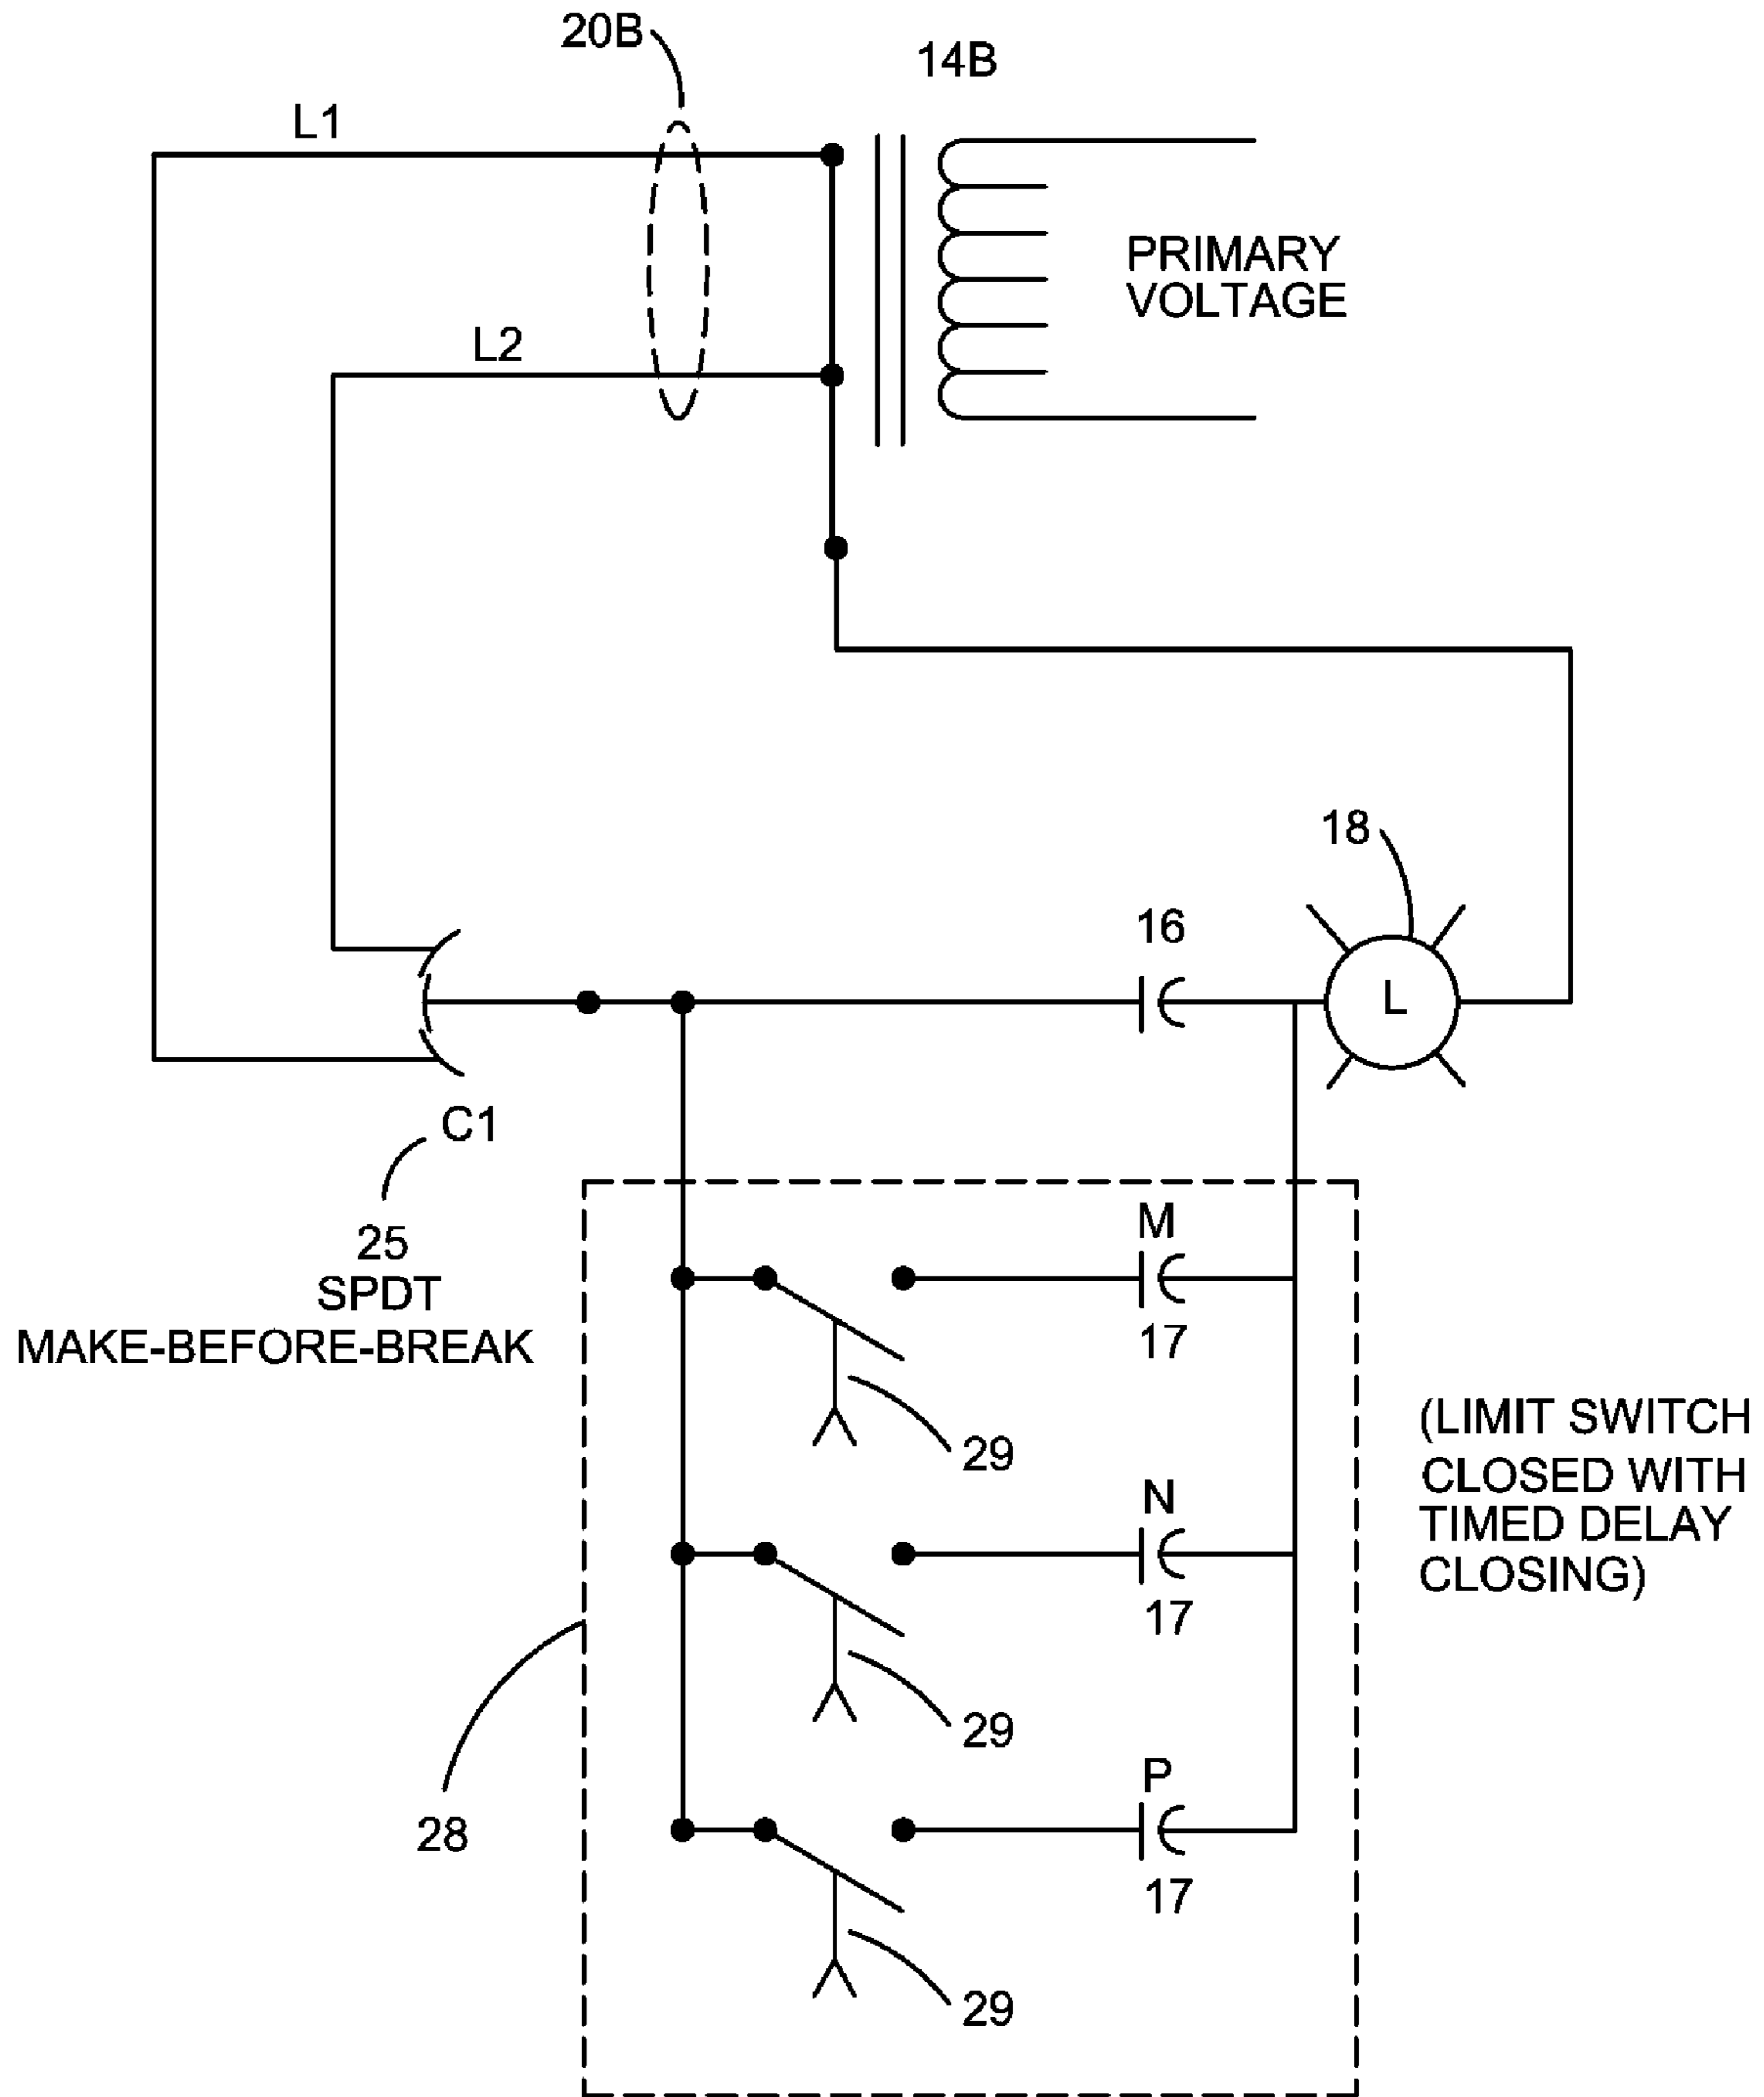 20B
14B
L1
PRIMARY
VOLTAGE
L2
18
16
L
C1
25
SPDT
MAKE-BEFORE-BREAK
M
17
29
(LIMIT SWITCH
CLOSED WITH
TIMED DELAY
CLOSING)
N
17
29
P
28
17
29